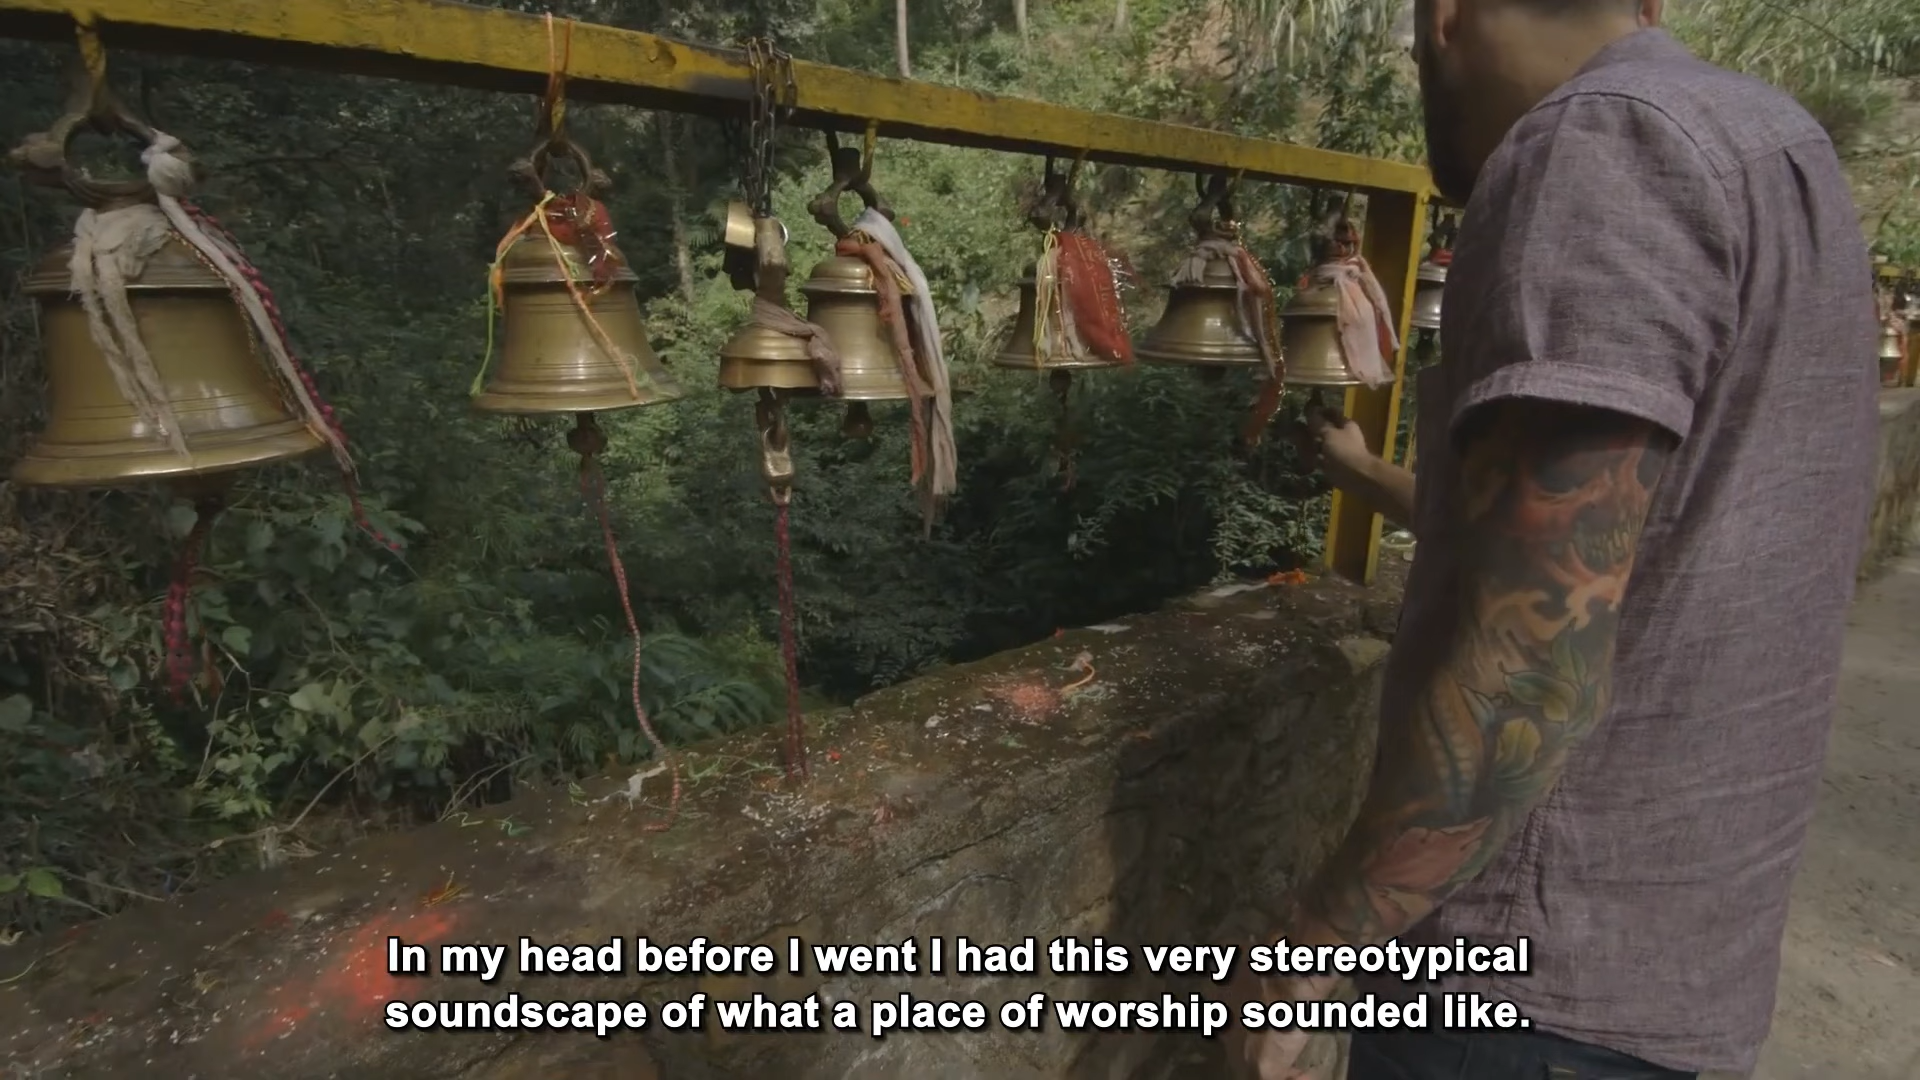 In my head before I went I had this very stereotypical
soundscape of what a place of worship sounded like.